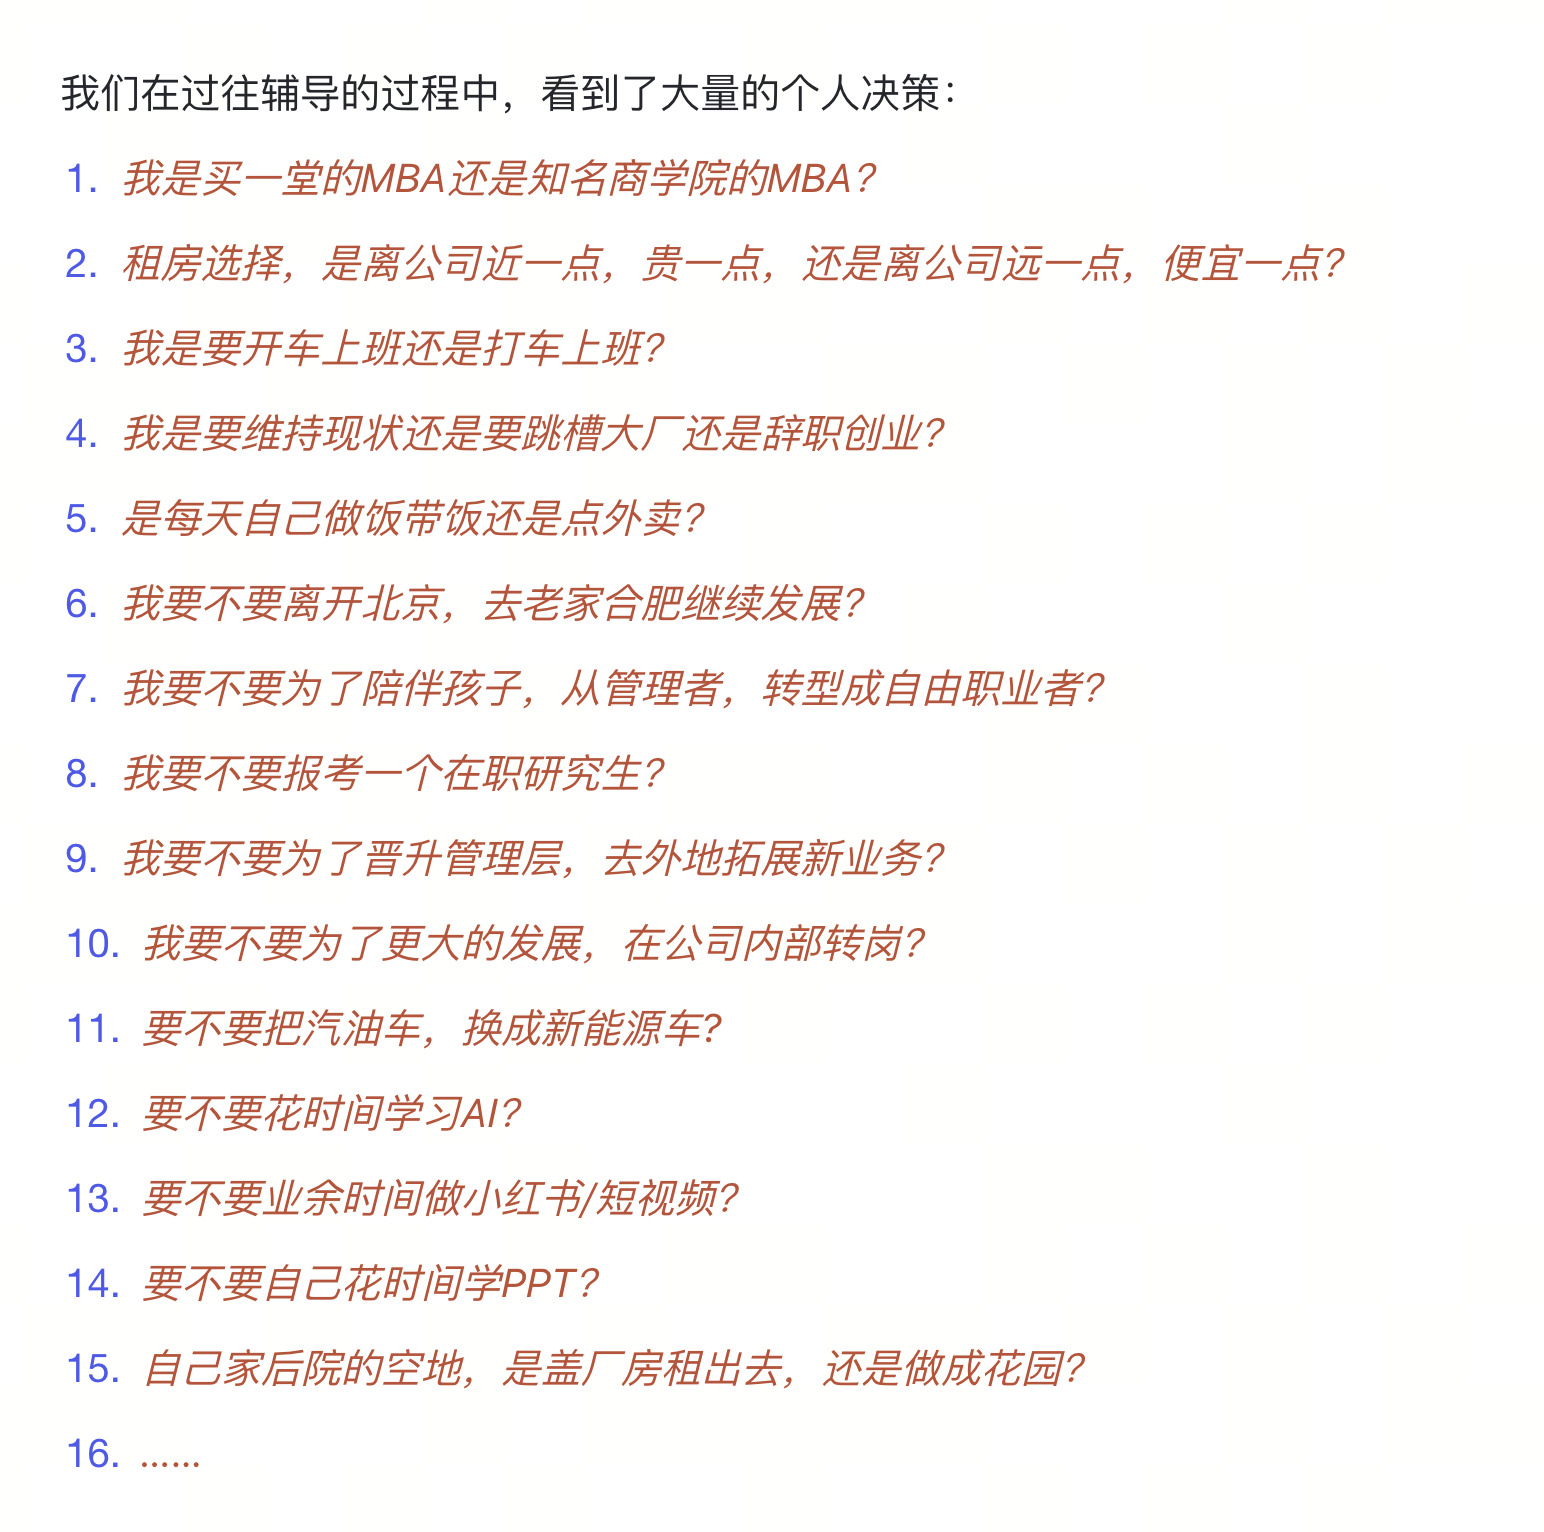 我们在过往辅导的过程中，看到了大量的个人决策：
1. 我是买一堂的MBA还是知名商学院的MBA？
2. 租房选择，是离公司近一点，贵一点，还是离公司远一点，便宜一点？
3. 我是要开车上班还是打车上班？
4. 我是要维持现状还是要跳槽大厂还是辞职创业？
5. 是每天自己做饭带饭还是点外卖？
6. 我要不要离开北京，去老家合肥继续发展？
7. 我要不要为了陪伴孩子，从管理者，转型成自由职业者？
8. 我要不要报考一个在职研究生？
9. 我要不要为了晋升管理层，去外地拓展新业务？
10. 我要不要为了更大的发展，在公司内部转岗？
11. 要不要把汽油车，换成新能源车?
12. 要不要花时间学习AI？
13. 要不要业余时间做小红书/短视频？
14. 要不要自己花时间学PPT？
15. 自己家后院的空地，是盖厂房租出去，还是做成花园？
16. ……